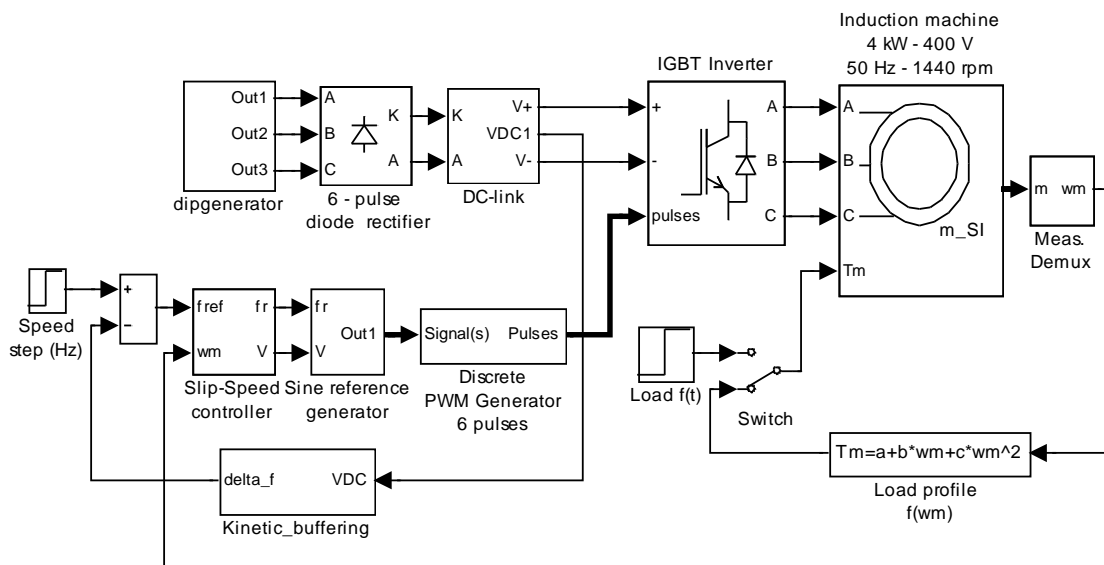 Induction machine
4 kW - 400 V
50 Hz - 1440 rpm
IGBT Inverter
Out1
Out2
Out3
dipgenerator
A
B
C
K
A
6 - pulse
diode rectifier
K
A
V+
VDC1
V-
DC-link
+
-
pulses
A
B
C
A
B
C
Tm
m_SI
m wm
Meas.
Demux
Speed
step (Hz)
+
−
fref
wm
fr
V
Slip-Speed
controller
fr
V
Out1
Sine reference
generator
Signal(s) Pulses
Discrete
PWM Generator
6 pulses
Load f(t)
Switch
Tm=a+b*wm+c*wm^2
Load profile
f(wm)
delta_f VDC
Kinetic_buffering